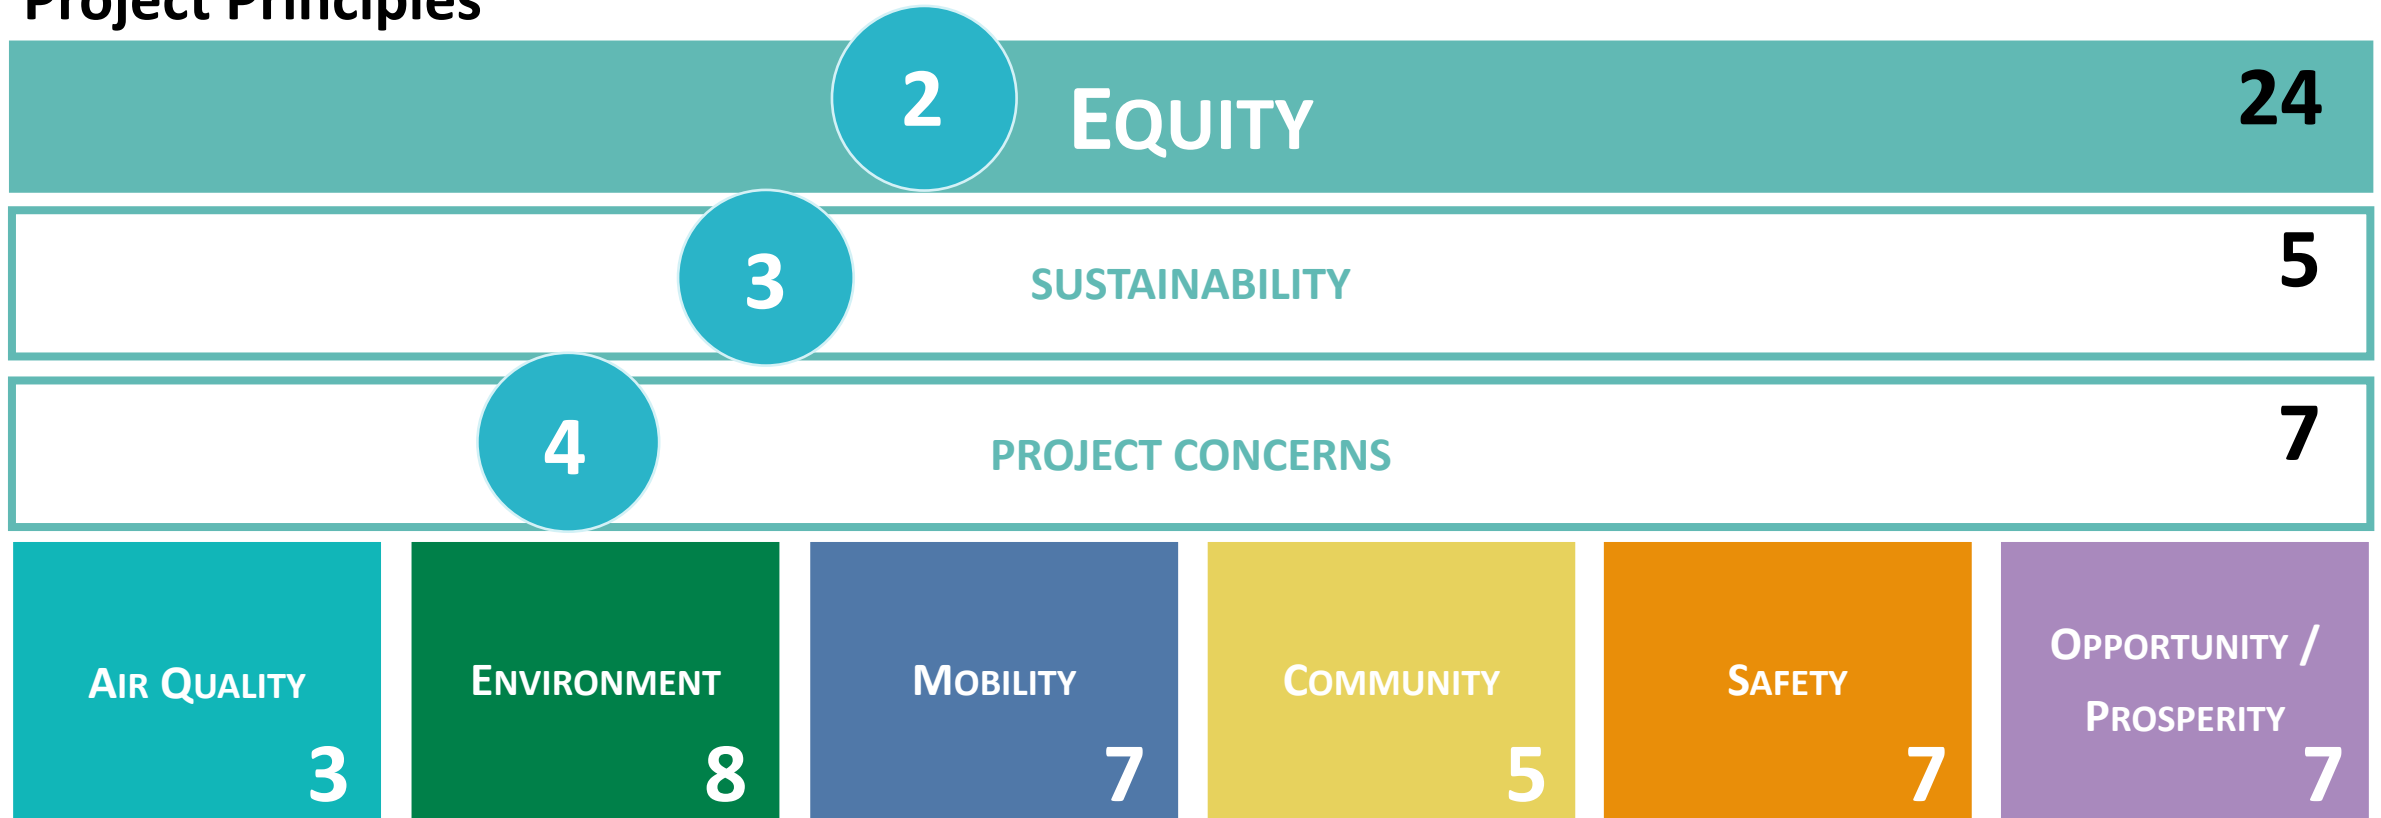 Project Principles
2 EQUITY 24
3 SUSTAINABILITY 5
4 PROJECT CONCERNS 7
AIR QUALITY
3
ENVIRONMENT
8
MOBILITY
7
COMMUNITY
5
SAFETY
7
OPPORTUNITY /
PROSPERITY
7